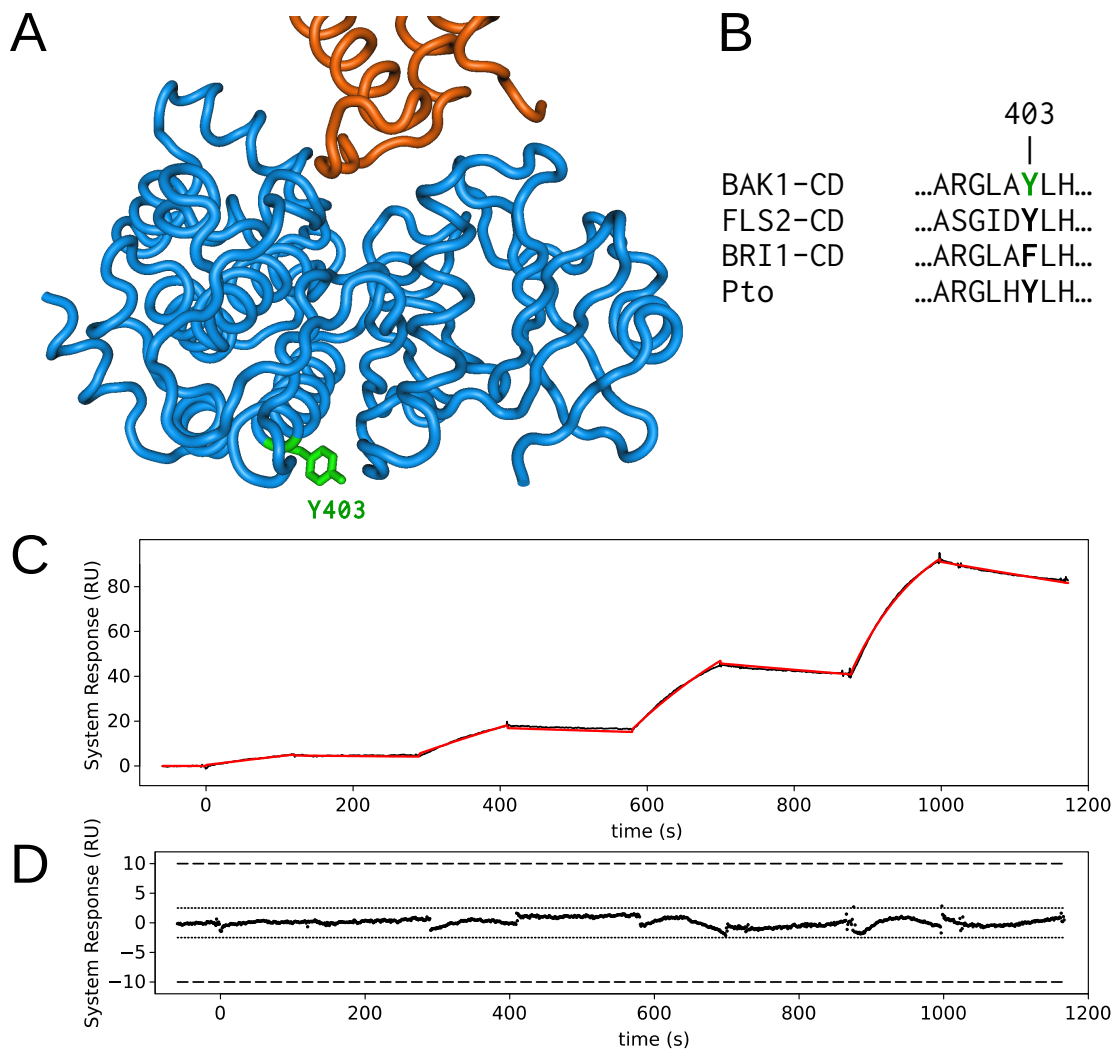 A
B
Y403
403
BAK1-CD ...ARGLAYLH...
FLS2-CD ...ASGIDYLH...
BRI1-CD ...ARGLAFLH...
Pto ...ARGLHYLH...
C
System Response (RU)
80
60
40
20
0
0 200 400 600 800 1000 1200
time (s)
D
System Response (RU)
10
5
0
−5
−10
0 200 400 600 800 1000 1200
time (s)